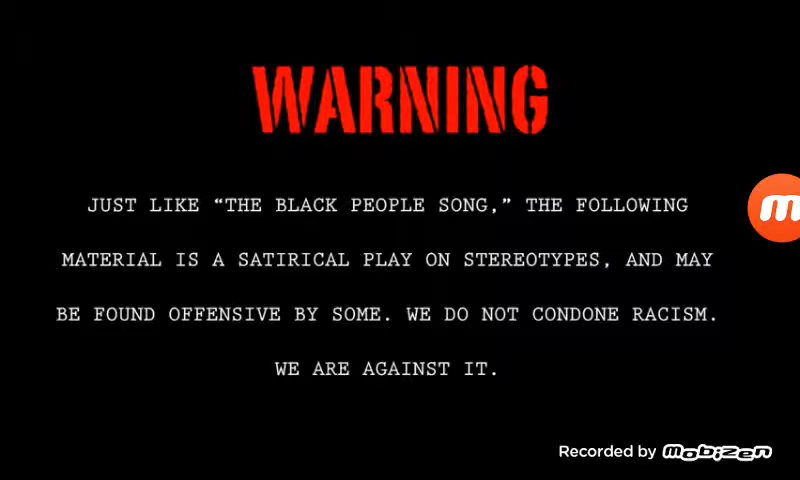 WARNING
JUST LIKE “THE BLACK PEOPLE SONG,” THE FOLLOWING
MATERIAL IS A SATIRICAL PLAY ON STEREOTYPES, AND MAY
BE FOUND OFFENSIVE BY SOME. WE DO NOT CONDONE RACISM.
WE ARE AGAINST IT.
m
Recorded by mobizen